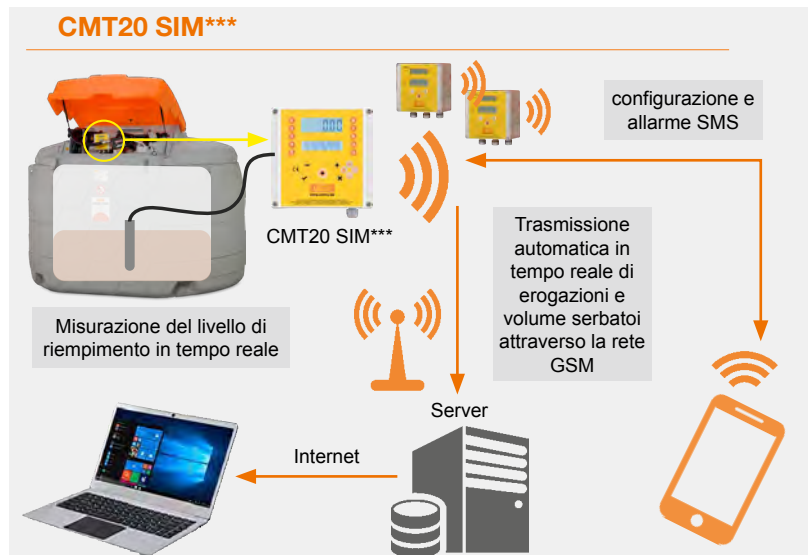 CMT20 SIM***
configurazione e
allarme SMS
000
CMT20 SIM***
Trasmissione
automatica in
tempo reale di
erogazioni e
volume serbatoi
attraverso la rete
GSM
Misurazione del livello di
riempimento in tempo reale
Server
Internet